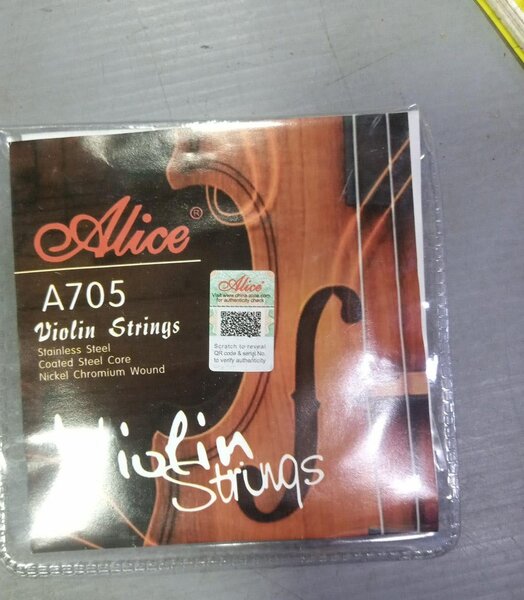 Alice®
A705
Violin Strings
Stainless Steel
Coated Steel Core
Nickel Chromium Wound
Alice®
Visit www.china-alice.com
for authenticity check
Scratch to reveal
QR code & serial No.
to verify authenticity
Violin
Strings